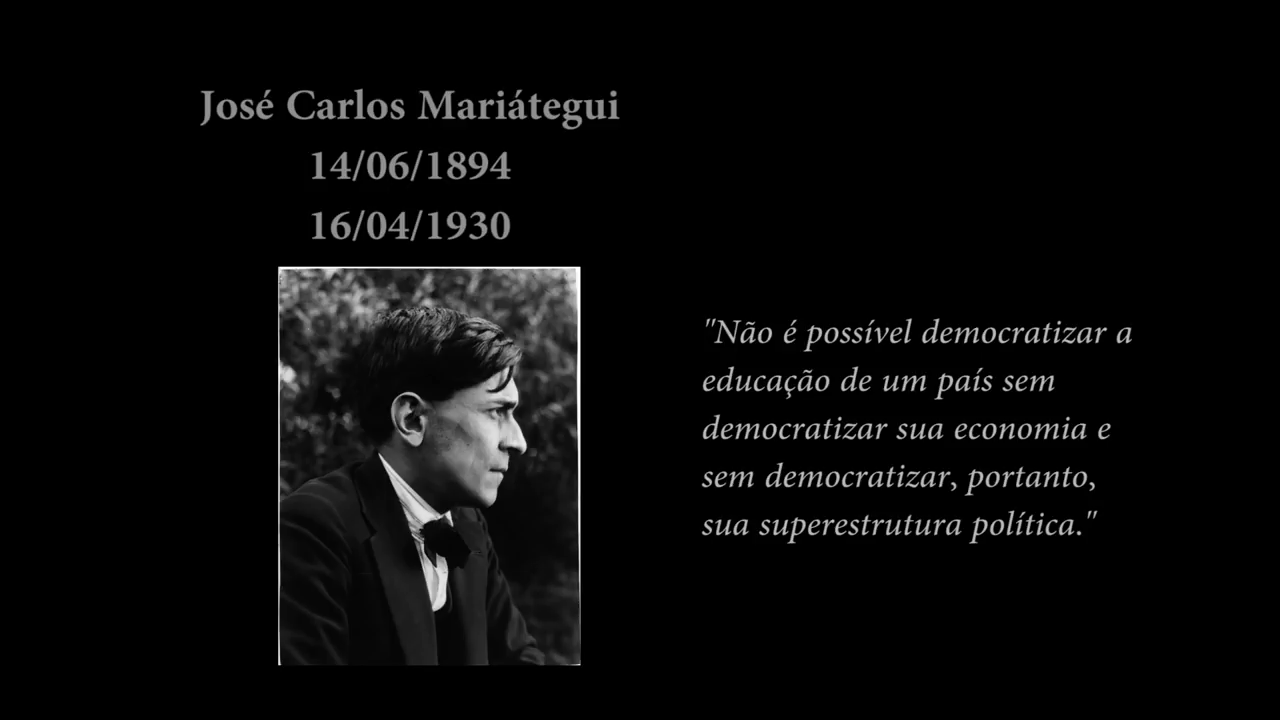 José Carlos Mariátegui
14/06/1894
16/04/1930
"Não é possível democratizar a
educação de um país sem
democratizar sua economia e
sem democratizar, portanto,
sua superestrutura política."